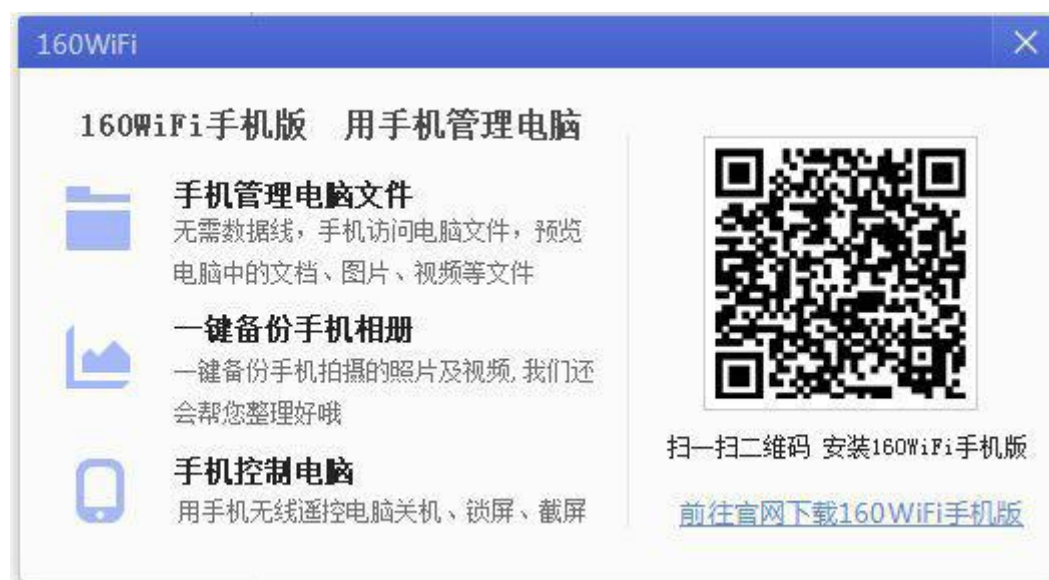 160WiFi
160WiFi手机版 用手机管理电脑
手机管理电脑文件
无需数据线，手机访问电脑文件，预览
电脑中的文档、图片、视频等文件
一键备份手机相册
一键备份手机拍摄的照片及视频,我们还
会帮您整理好哦
手机控制电脑
用手机无线遥控电脑关机、锁屏、截屏
扫一扫二维码 安装160WiFi手机版
前往官网下载160WiFi手机版